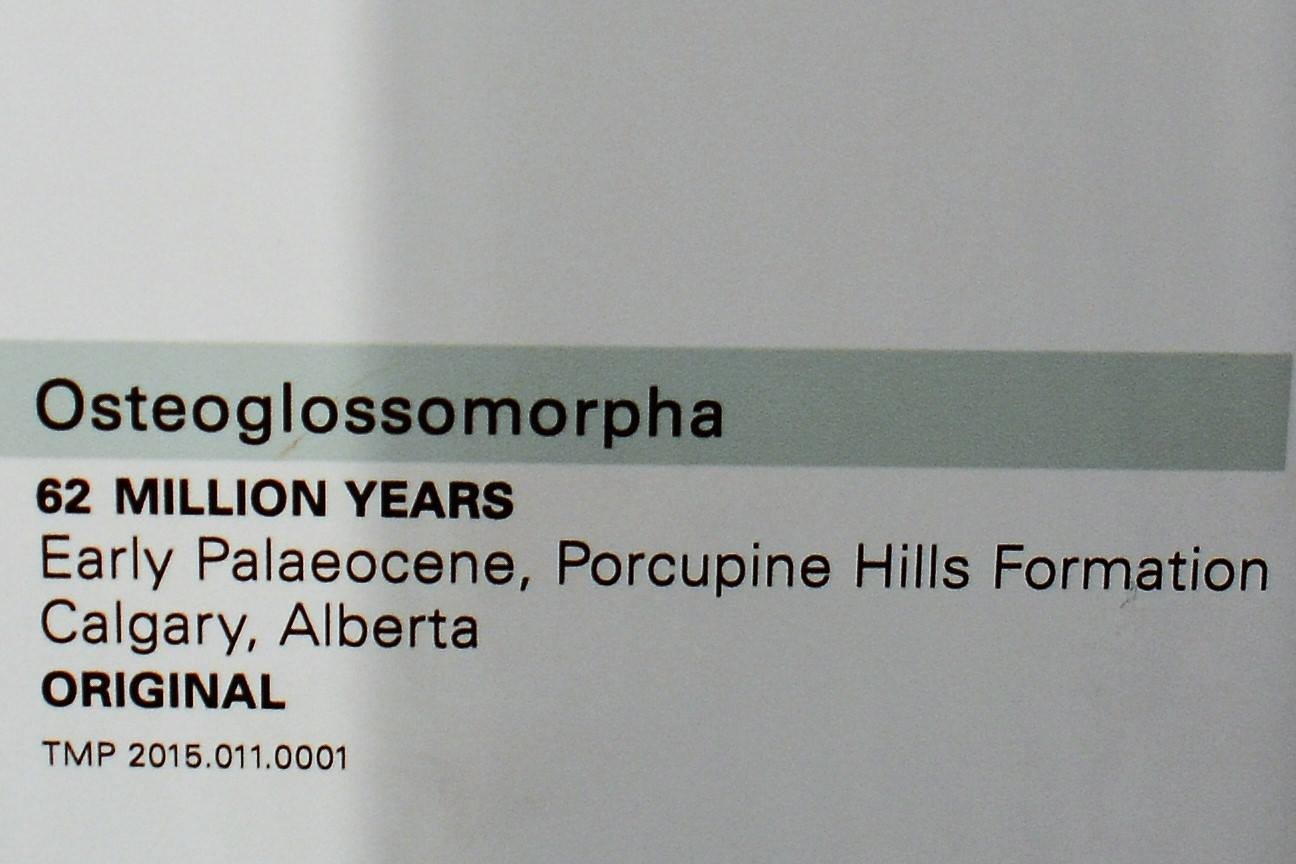 Osteoglossomorpha
62 MILLION YEARS
Early Palaeocene, Porcupine Hills Formation
Calgary, Alberta
ORIGINAL
TMP 2015.011.0001